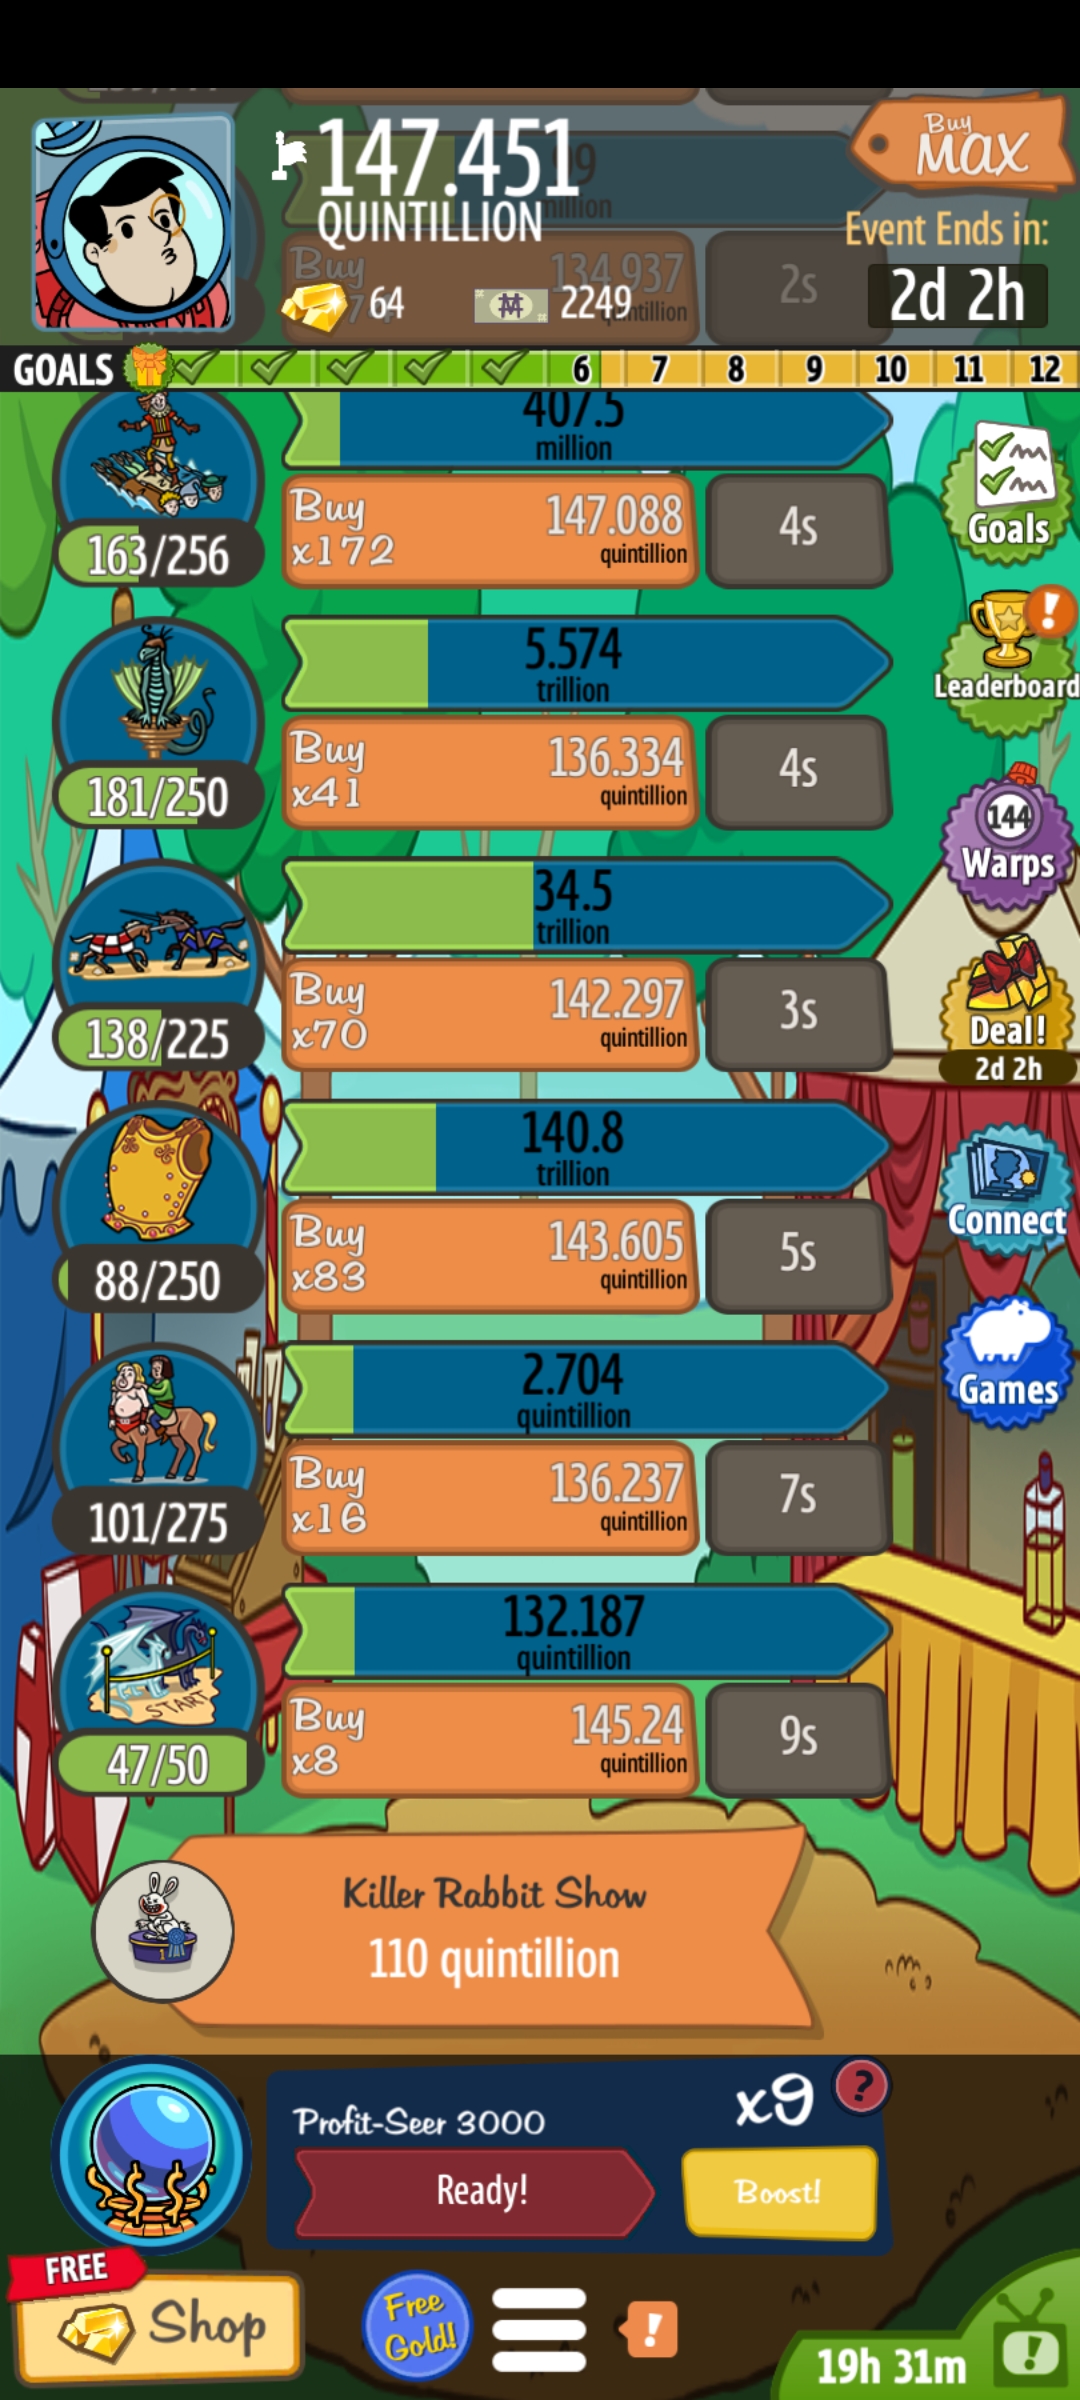 147.451
QUINTILLION
Buy
MAX
Event Ends in:
2d 2h
64
2249
Buy
134.937
2s
GOALS
6 7 8 9 10 11 12
407.5
million
Buy
x172
147.088
quintillion
4s
163/256
Goals
5.574
trillion
Leaderboard
Buy
x41
136.334
quintillion
4s
181/250
144
Warps
34.5
trillion
Buy
x70
142.297
quintillion
3s
138/225
Deal!
2d 2h
140.8
trillion
Buy
x83
143.605
quintillion
5s
88/250
Connect
2.704
quintillion
Games
Buy
x16
136.237
quintillion
7s
101/275
132.187
quintillion
START
Buy
x8
145.24
quintillion
9s
47/50
Killer Rabbit Show
110 quintillion
1
Profit-Seer 3000
x9
?
Ready!
Boost!
FREE
Shop
Free
Gold!
!
19h 31m
!